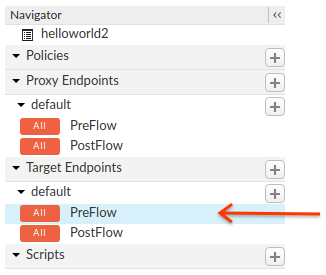 Navigator
helloworld2
Policies
Proxy Endpoints
default
All PreFlow
All PostFlow
Target Endpoints
default
All PreFlow
All PostFlow
Scripts